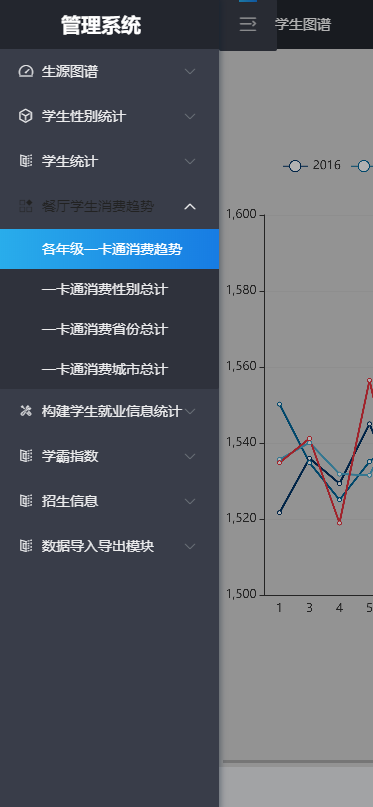 管理系统
学生图谱
生源图谱
学生性别统计
学生统计
餐厅学生消费趋势
各年级一卡通消费趋势
一卡通消费性别总计
一卡通消费省份总计
一卡通消费城市总计
构建学生就业信息统计
学霸指数
招生信息
数据导入导出模块
2016
1,600
1,580
1,560
1,540
1,520
1,500
1 3 4 5